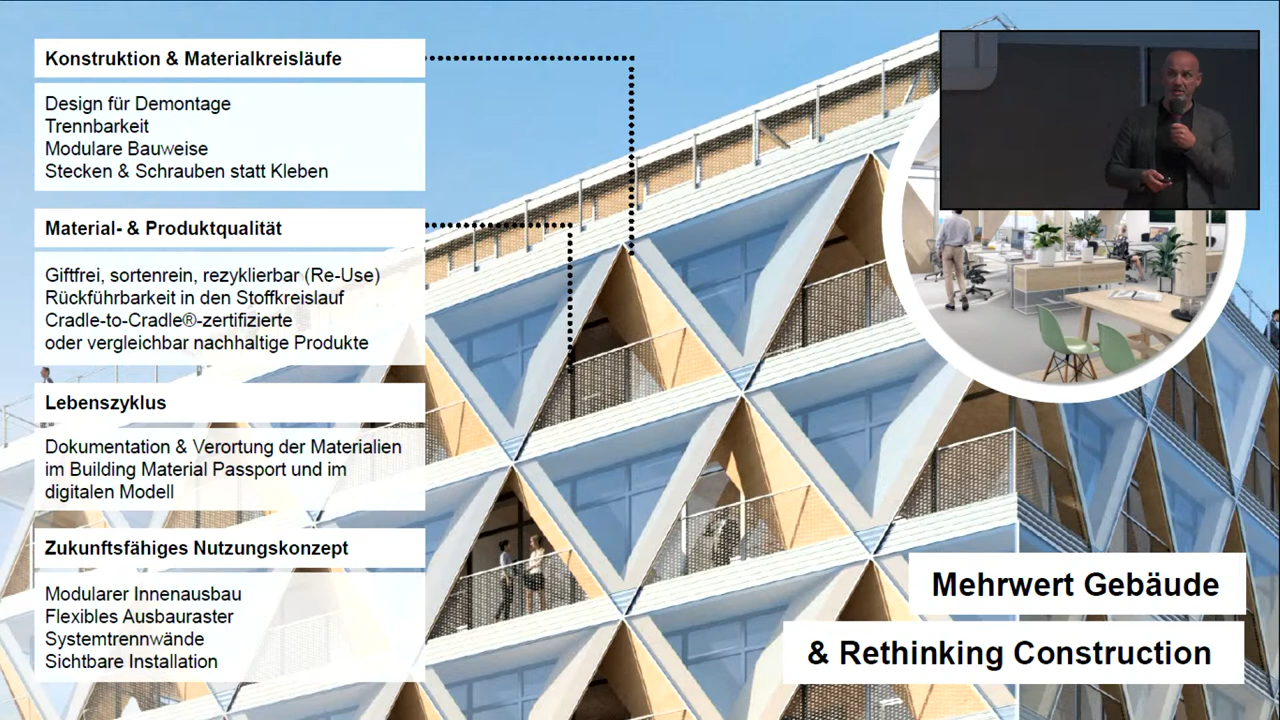 Konstruktion & Materialkreisläufe
Design für Demontage
Trennbarkeit
Modulare Bauweise
Stecken & Schrauben statt Kleben
Material- & Produktqualität
Giftfrei, sortenrein, rezyklierbar (Re-Use)
Rückführbarkeit in den Stoffkreislauf
Cradle-to-Cradle®-zertifizierte
oder vergleichbar nachhaltige Produkte
Lebenszyklus
Dokumentation & Verortung der Materialien
im Building Material Passport und im
digitalen Modell
Zukunftsfähiges Nutzungskonzept
Modularer Innenausbau
Flexibles Ausbauraster
Systemtrennwände
Sichtbare Installation
Mehrwert Gebäude
& Rethinking Construction